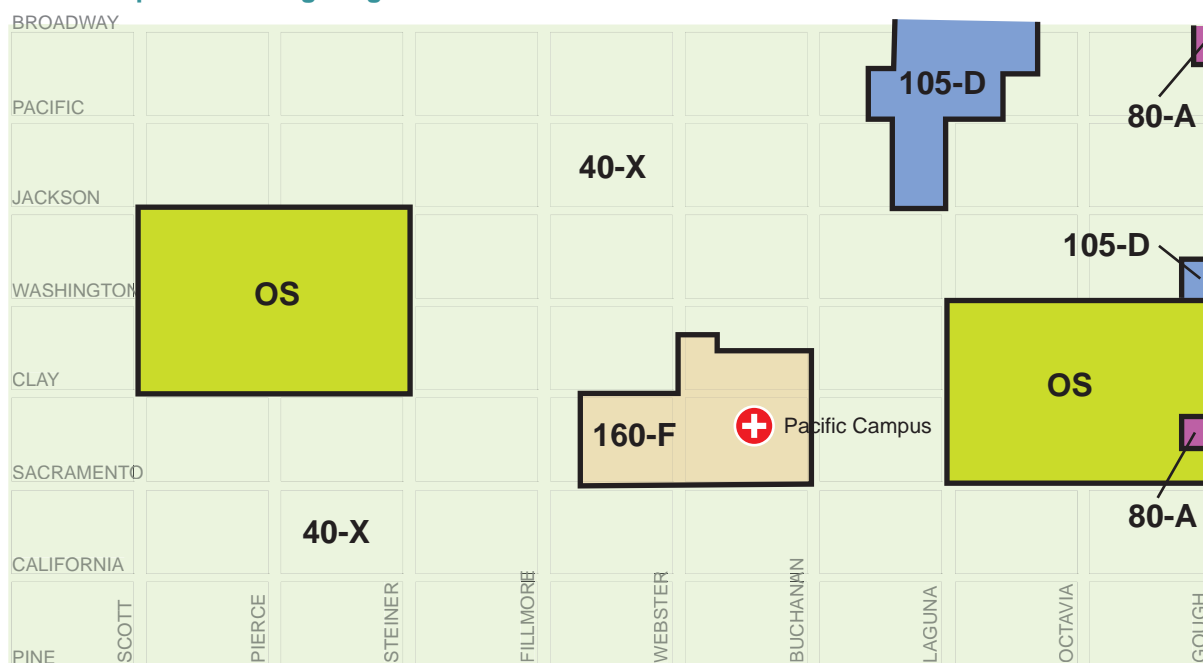 BROADWAY
105-D
PACIFIC
80-A
40-X
JACKSON
105-D
WASHINGTON
OS
CLAY
OS
160-F
Pacific Campus
SACRAMENTO
80-A
40-X
CALIFORNIA
SCOTT
PIERCE
STEINER
FILLMORE
WEBSTER
BUCHANAN
LAGUNA
OCTAVIA
GOUGH
PINE